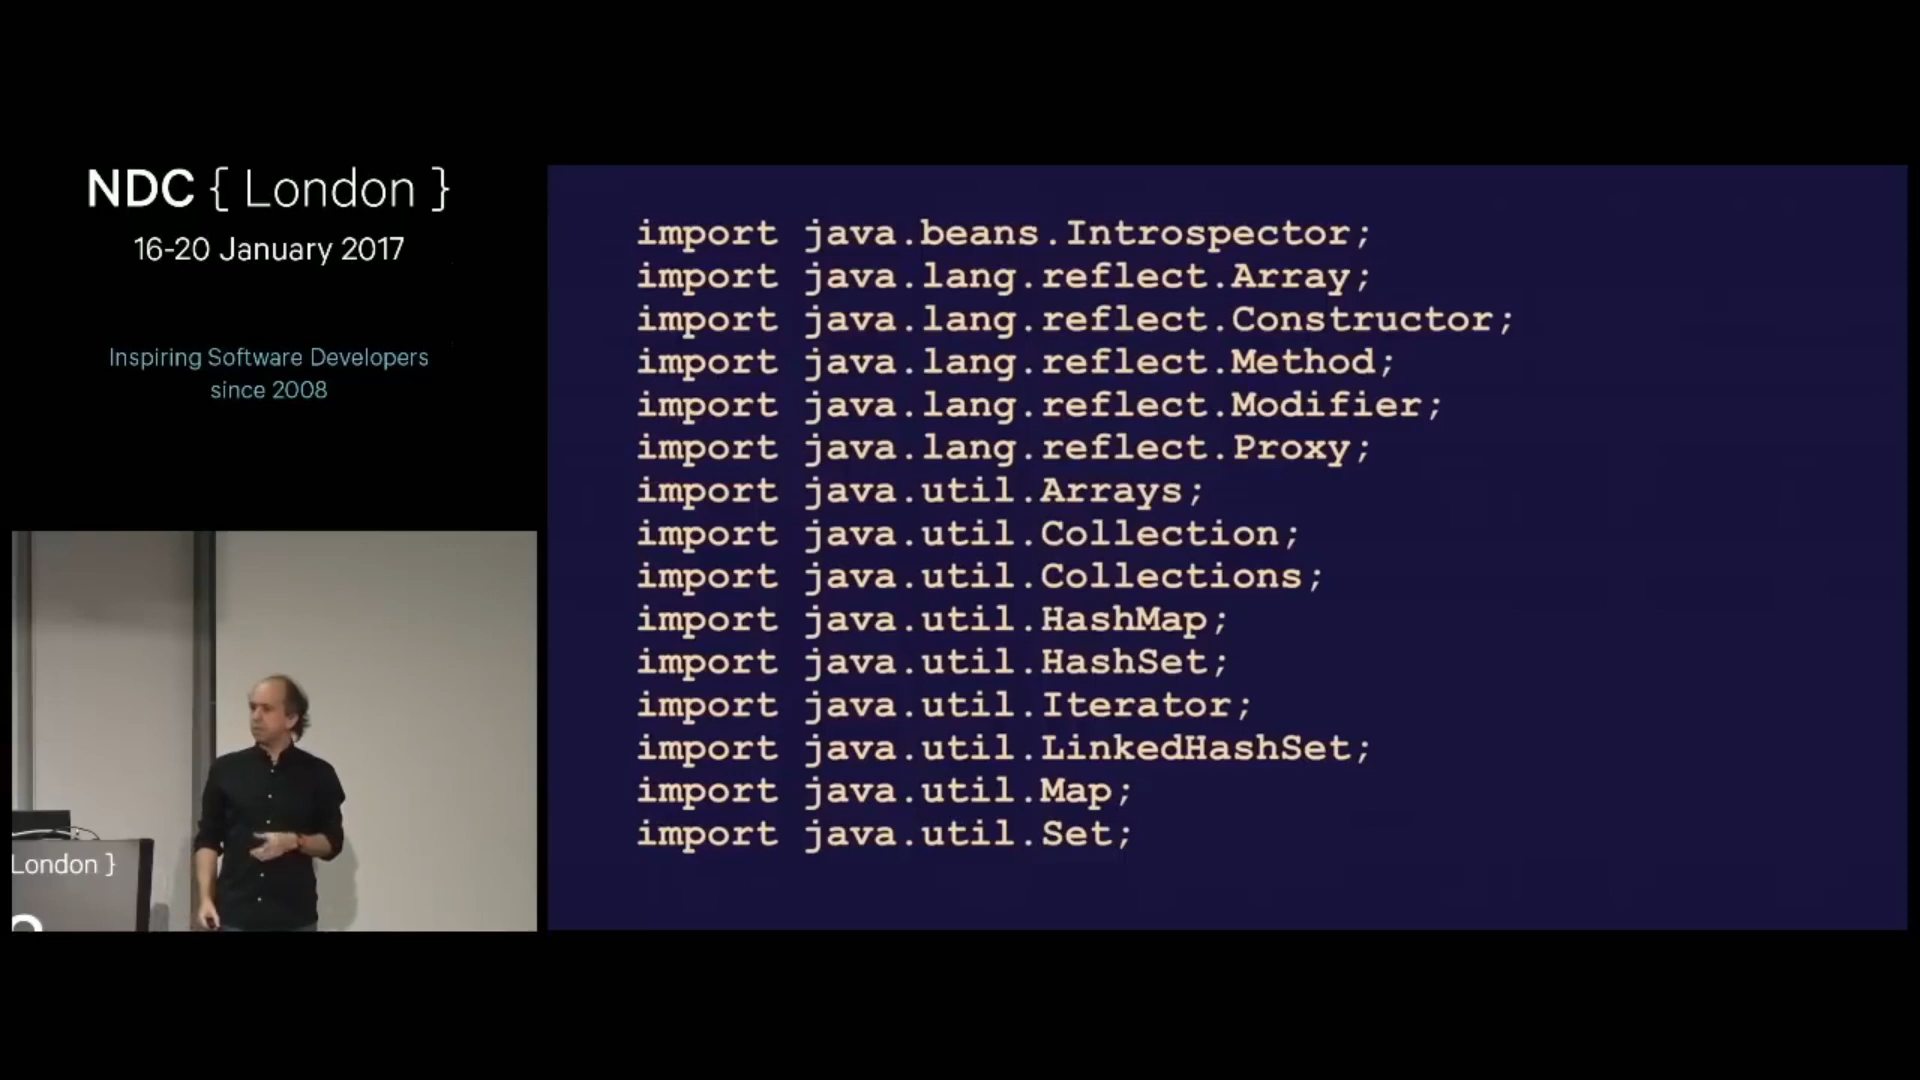 NDC { London }
16-20 January 2017
Inspiring Software Developers
since 2008
import java.beans.Introspector;
import java.lang.reflect.Array;
import java.lang.reflect.Constructor;
import java.lang.reflect.Method;
import java.lang.reflect.Modifier;
import java.lang.reflect.Proxy;
import java.util.Arrays;
import java.util.Collection;
import java.util.Collections;
import java.util.HashMap;
import java.util.HashSet;
import java.util.Iterator;
import java.util.LinkedHashSet;
import java.util.Map;
import java.util.Set;
London }